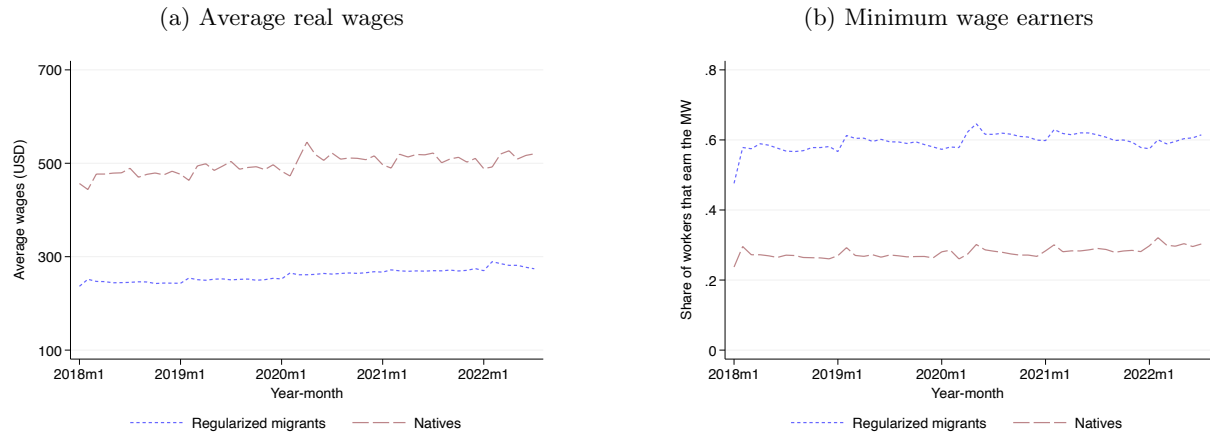 (a) Average real wages
700
500
300
100
Average wages (USD)
2018m1 2019m1 2020m1 2021m1 2022m1
Year-month
Regularized migrants Natives
(b) Minimum wage earners
.8
.6
.4
.2
0
Share of workers that earn the MW
2018m1 2019m1 2020m1 2021m1 2022m1
Year-month
Regularized migrants Natives